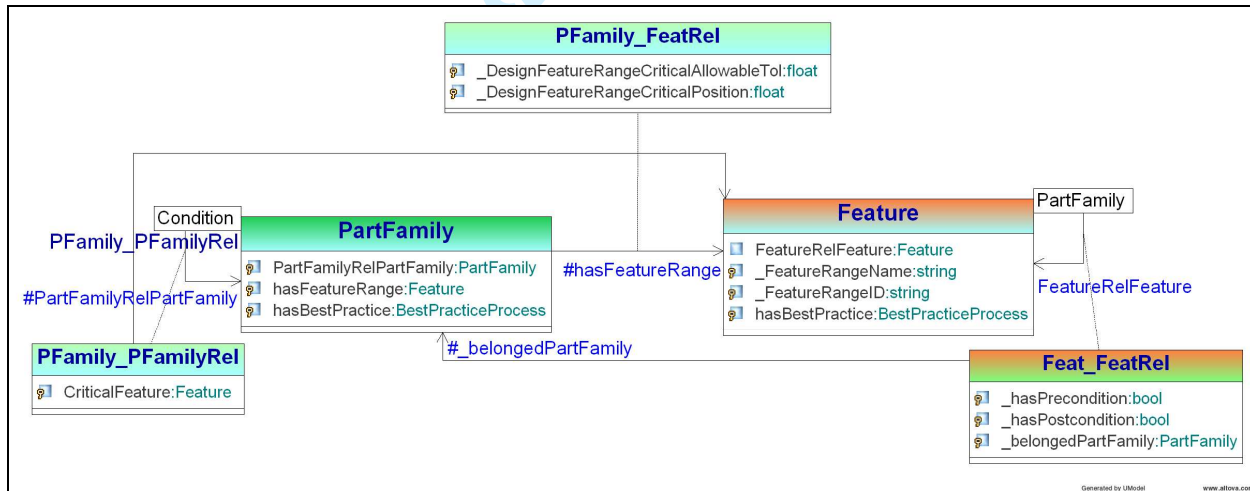 PFamily_FeatRel
_DesignFeatureRangeCriticalAllowableTol:float
_DesignFeatureRangeCriticalPosition:float
Condition
PFamily_PFamilyRel
#PartFamilyRelPartFamily
PartFamily
PartFamilyRelPartFamily:PartFamily
hasFeatureRange:Feature
hasBestPractice:BestPracticeProcess
#hasFeatureRange
Feature
FeatureRelFeature:Feature
_FeatureRangeName:string
_FeatureRangeID:string
hasBestPractice:BestPracticeProcess
PartFamily
FeatureRelFeature
PFamily_PFamilyRel
CriticalFeature:Feature
#_belongedPartFamily
Feat_FeatRel
_hasPrecondition:bool
_hasPostcondition:bool
_belongedPartFamily:PartFamily
Generated by UModel
www.altova.com